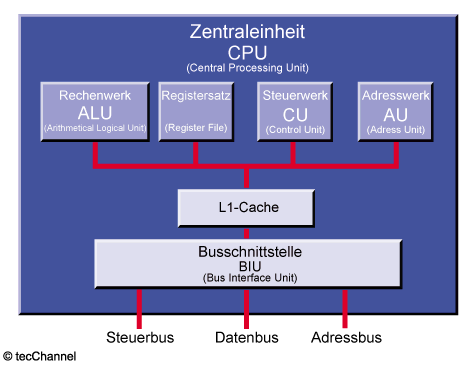 Zentraleinheit
CPU
(Central Processing Unit)
Rechenwerk
ALU
(Arithmetical Logical Unit)
Registersatz
(Register File)
Steuerwerk
CU
(Control Unit)
Adresswerk
AU
(Adress Unit)
L1-Cache
Busschnittstelle
BIU
(Bus Interface Unit)
Steuerbus
Datenbus
Adressbus
© tecChannel